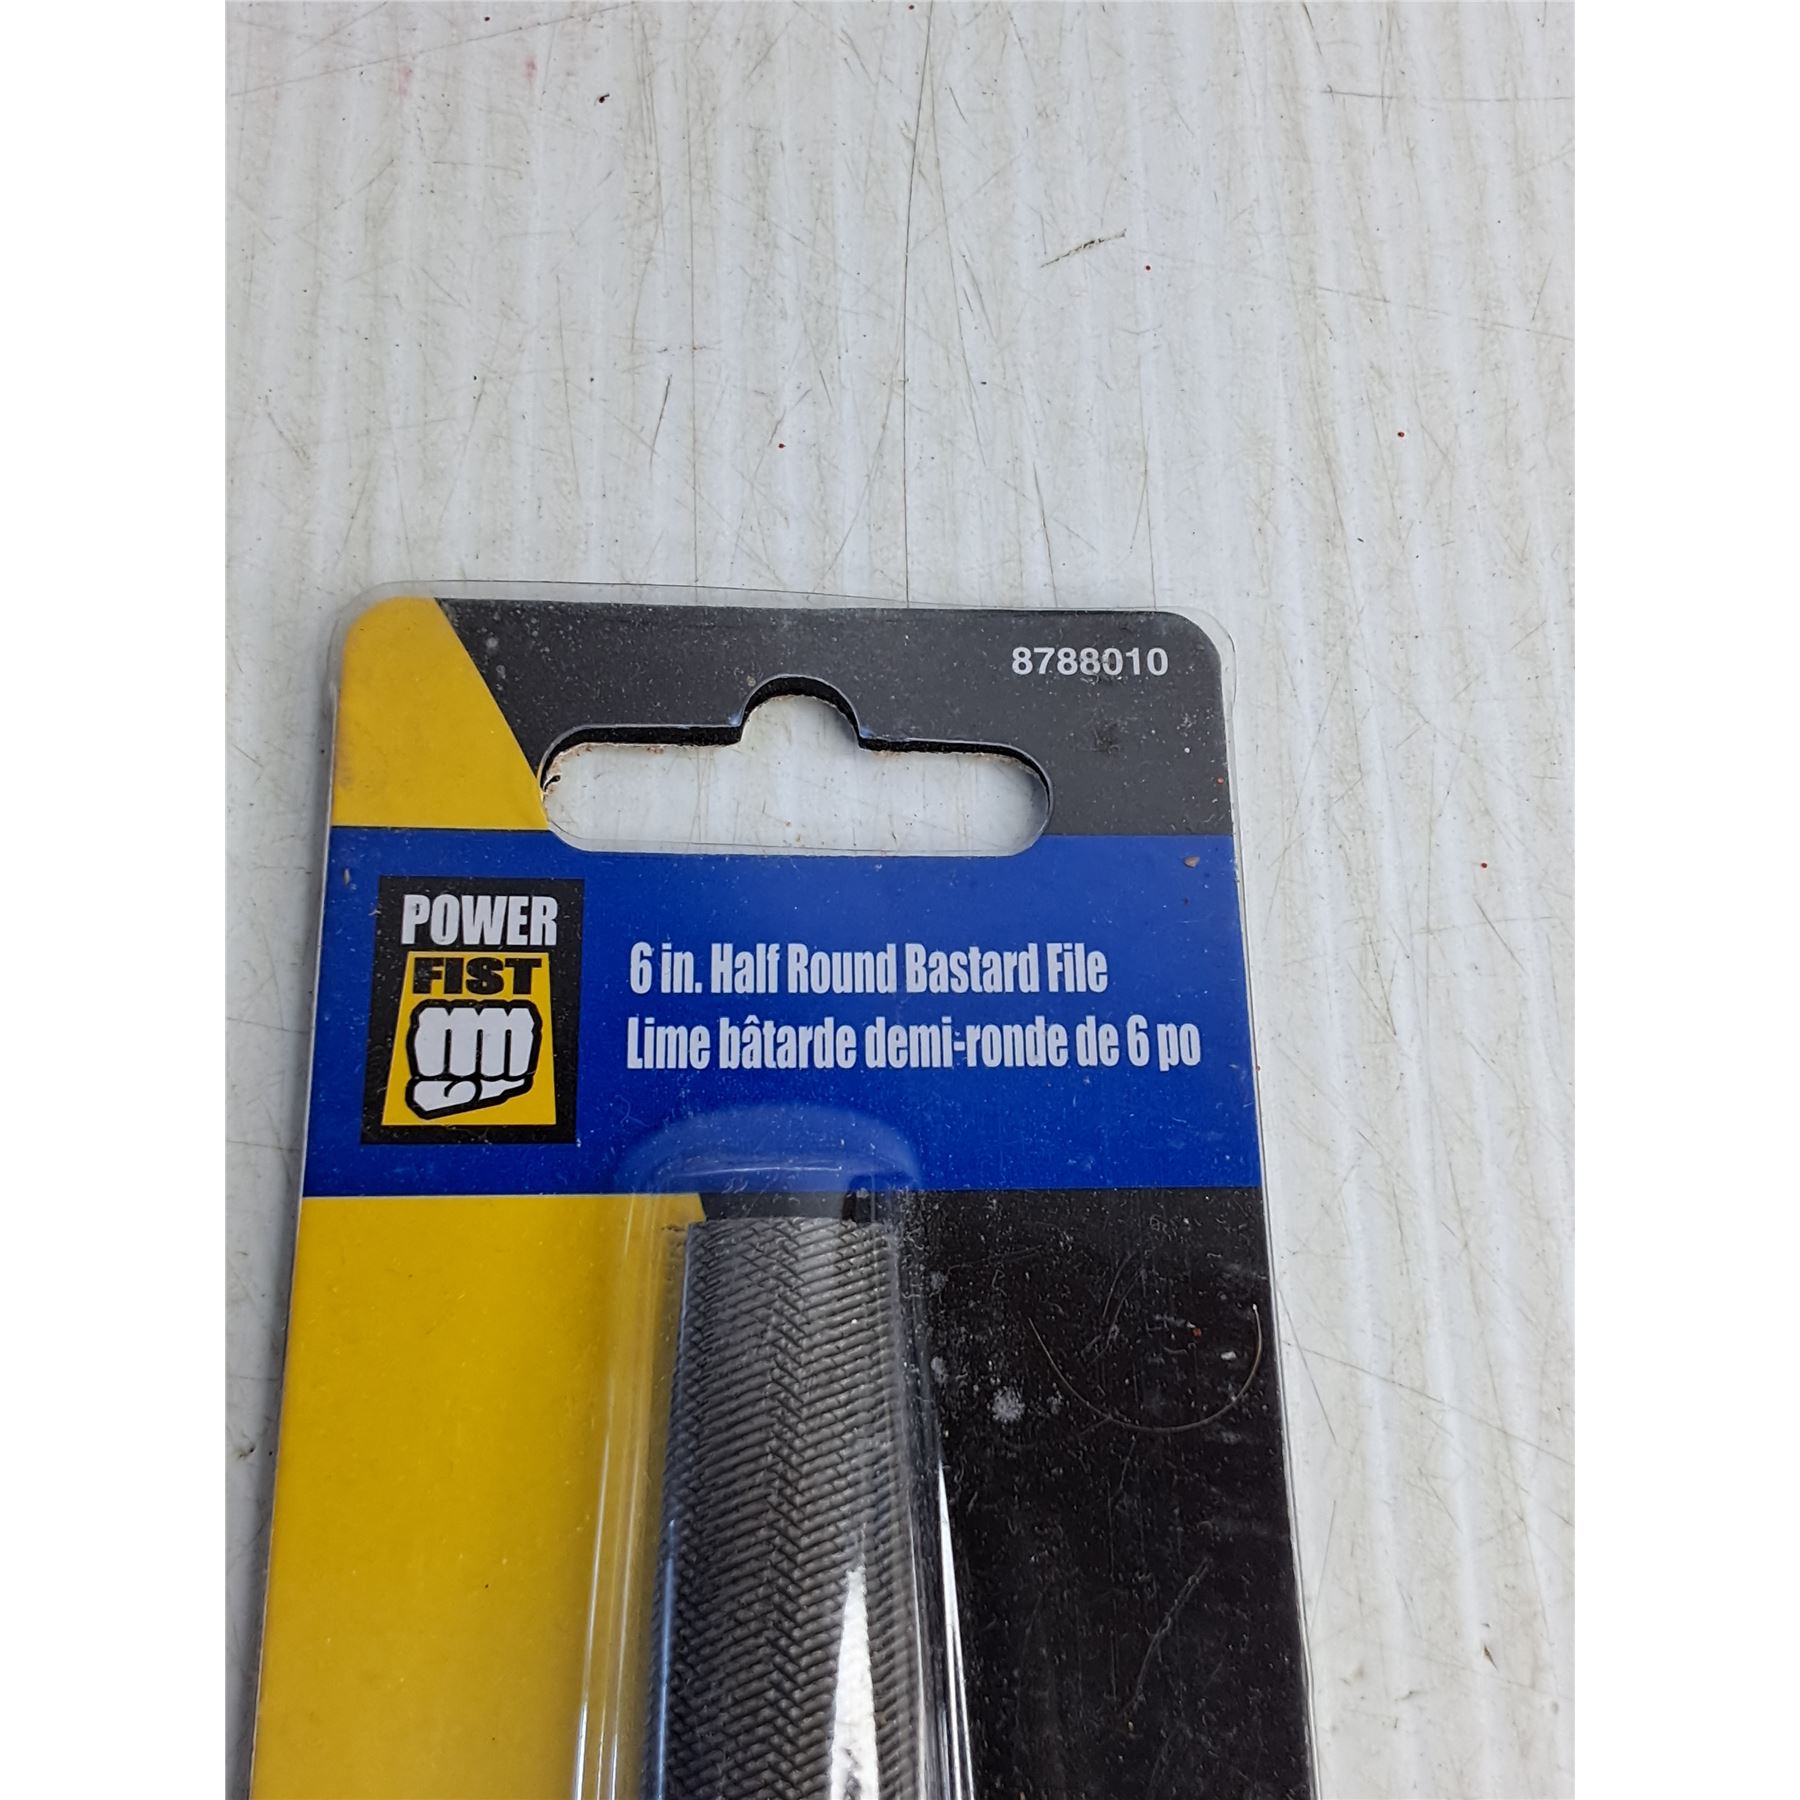 8788010
POWER
FIST
6 in. Half Round Bastard File
Lime bâtarde demi-ronde de 6 po